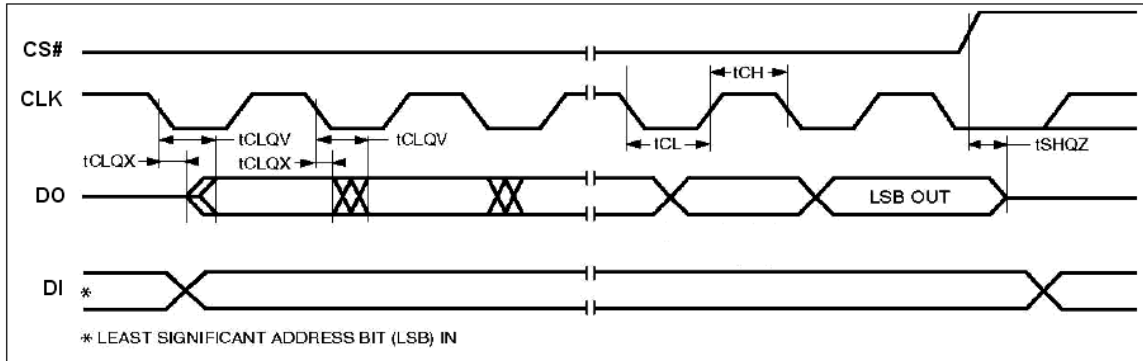 CS#
tCH
CLK
tCLQV
tCLQV
tCL
tSHQZ
tCLQX
tCLQX
DO
LSB OUT
DI
*
* LEAST SIGNIFICANT ADDRESS BIT (LSB) IN